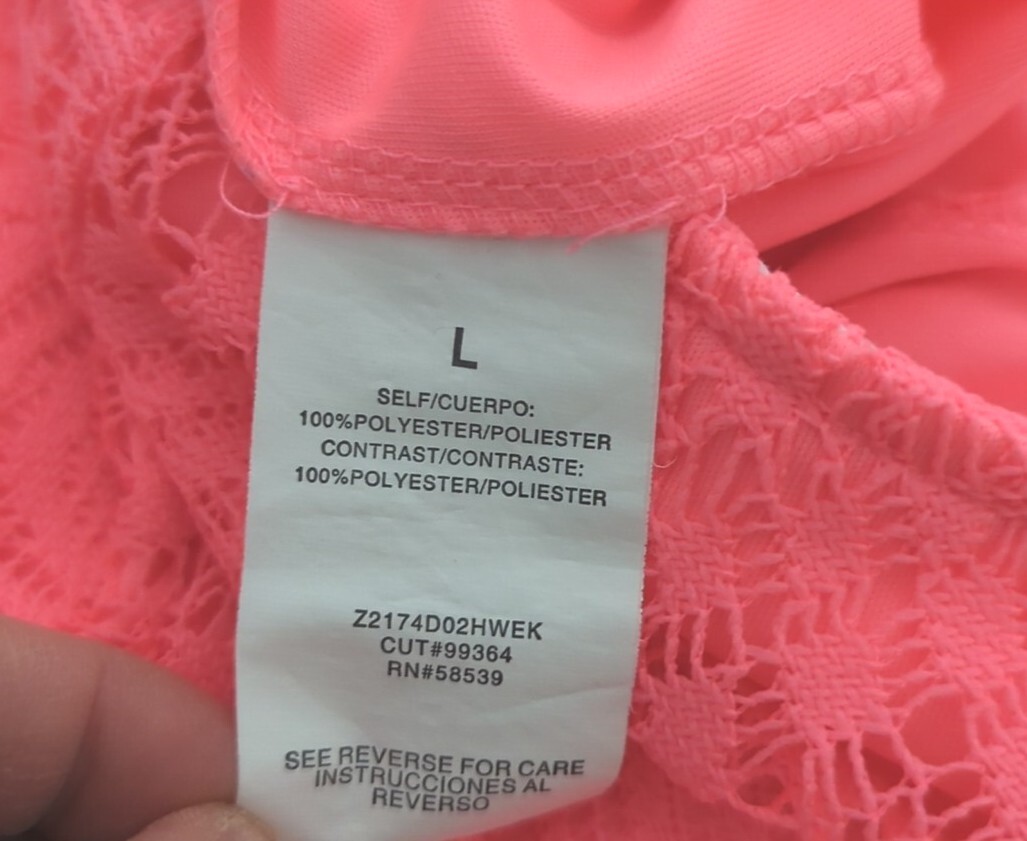 L
SELF/CUERPO:
100%POLYESTER/POLIESTER
CONTRAST/CONTRASTE:
100%POLYESTER/POLIESTER
Z2174D02HWEK
CUT#99364
RN#58539
SEE REVERSE FOR CARE
INSTRUCCIONES AL
REVERSO